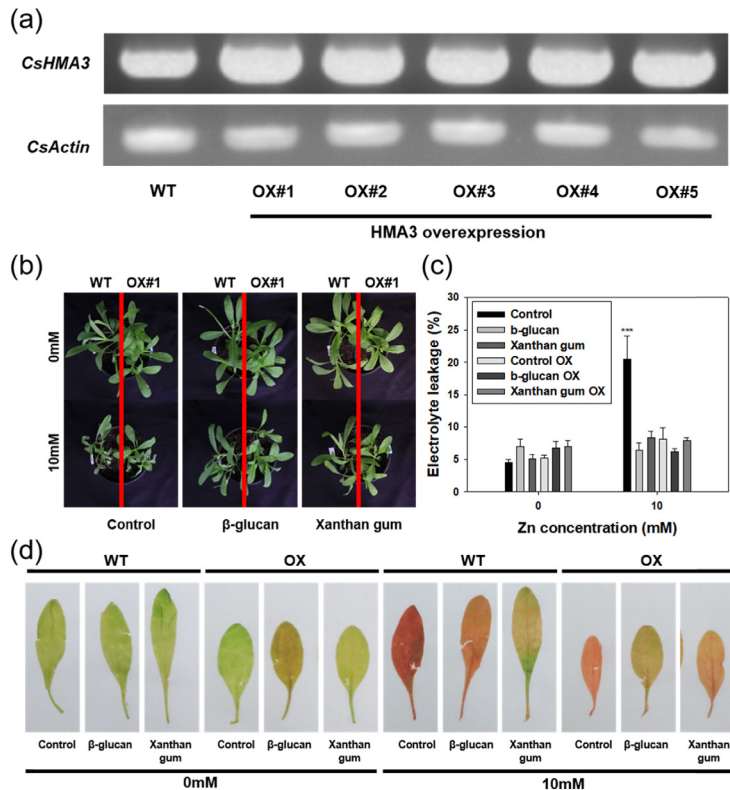 (a)
CsHMA3
CsActin
WT OX#1 OX#2 OX#3 OX#4 OX#5
HMA3 overexpression
(b)
WT OX#1 WT OX#1 WT OX#1
0mM
10mM
Control β-glucan Xanthan gum
(c)
Electrolyte leakage (%)
30
25
20
15
10
5
0
Control
b-glucan
Xanthan gum
Control OX
b-glucan OX
Xanthan gum OX
***
0 10
Zn concentration (mM)
(d)
WT OX WT OX
Control β-glucan Xanthan gum Control β-glucan Xanthan gum Control β-glucan Xanthan gum Control β-glucan Xanthan gum
0mM 10mM